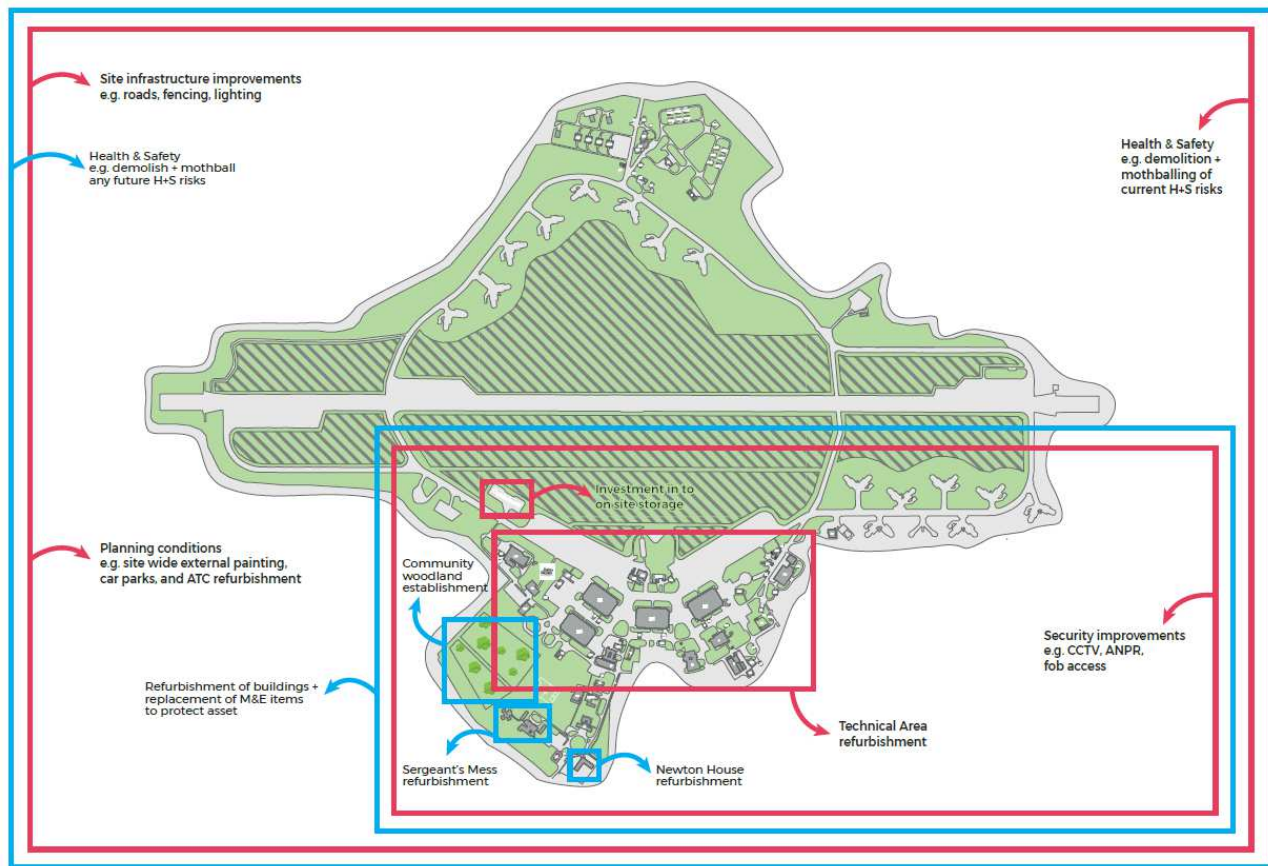 Site infrastructure improvements
e.g. roads, fencing, lighting
Health & Safety
e.g. demolish + mothball
any future H+S risks
Health & Safety
e.g. demolition +
mothballing of
current H+S risks
Investment in to
on-site storage
Planning conditions
e.g. site wide external painting,
car parks, and ATC refurbishment
Community
woodland
establishment
Security improvements
e.g. CCTV, ANPR,
fob access
Refurbishment of buildings +
replacement of M&E items
to protect asset
Technical Area
refurbishment
Sergeant's Mess
refurbishment
Newton House
refurbishment